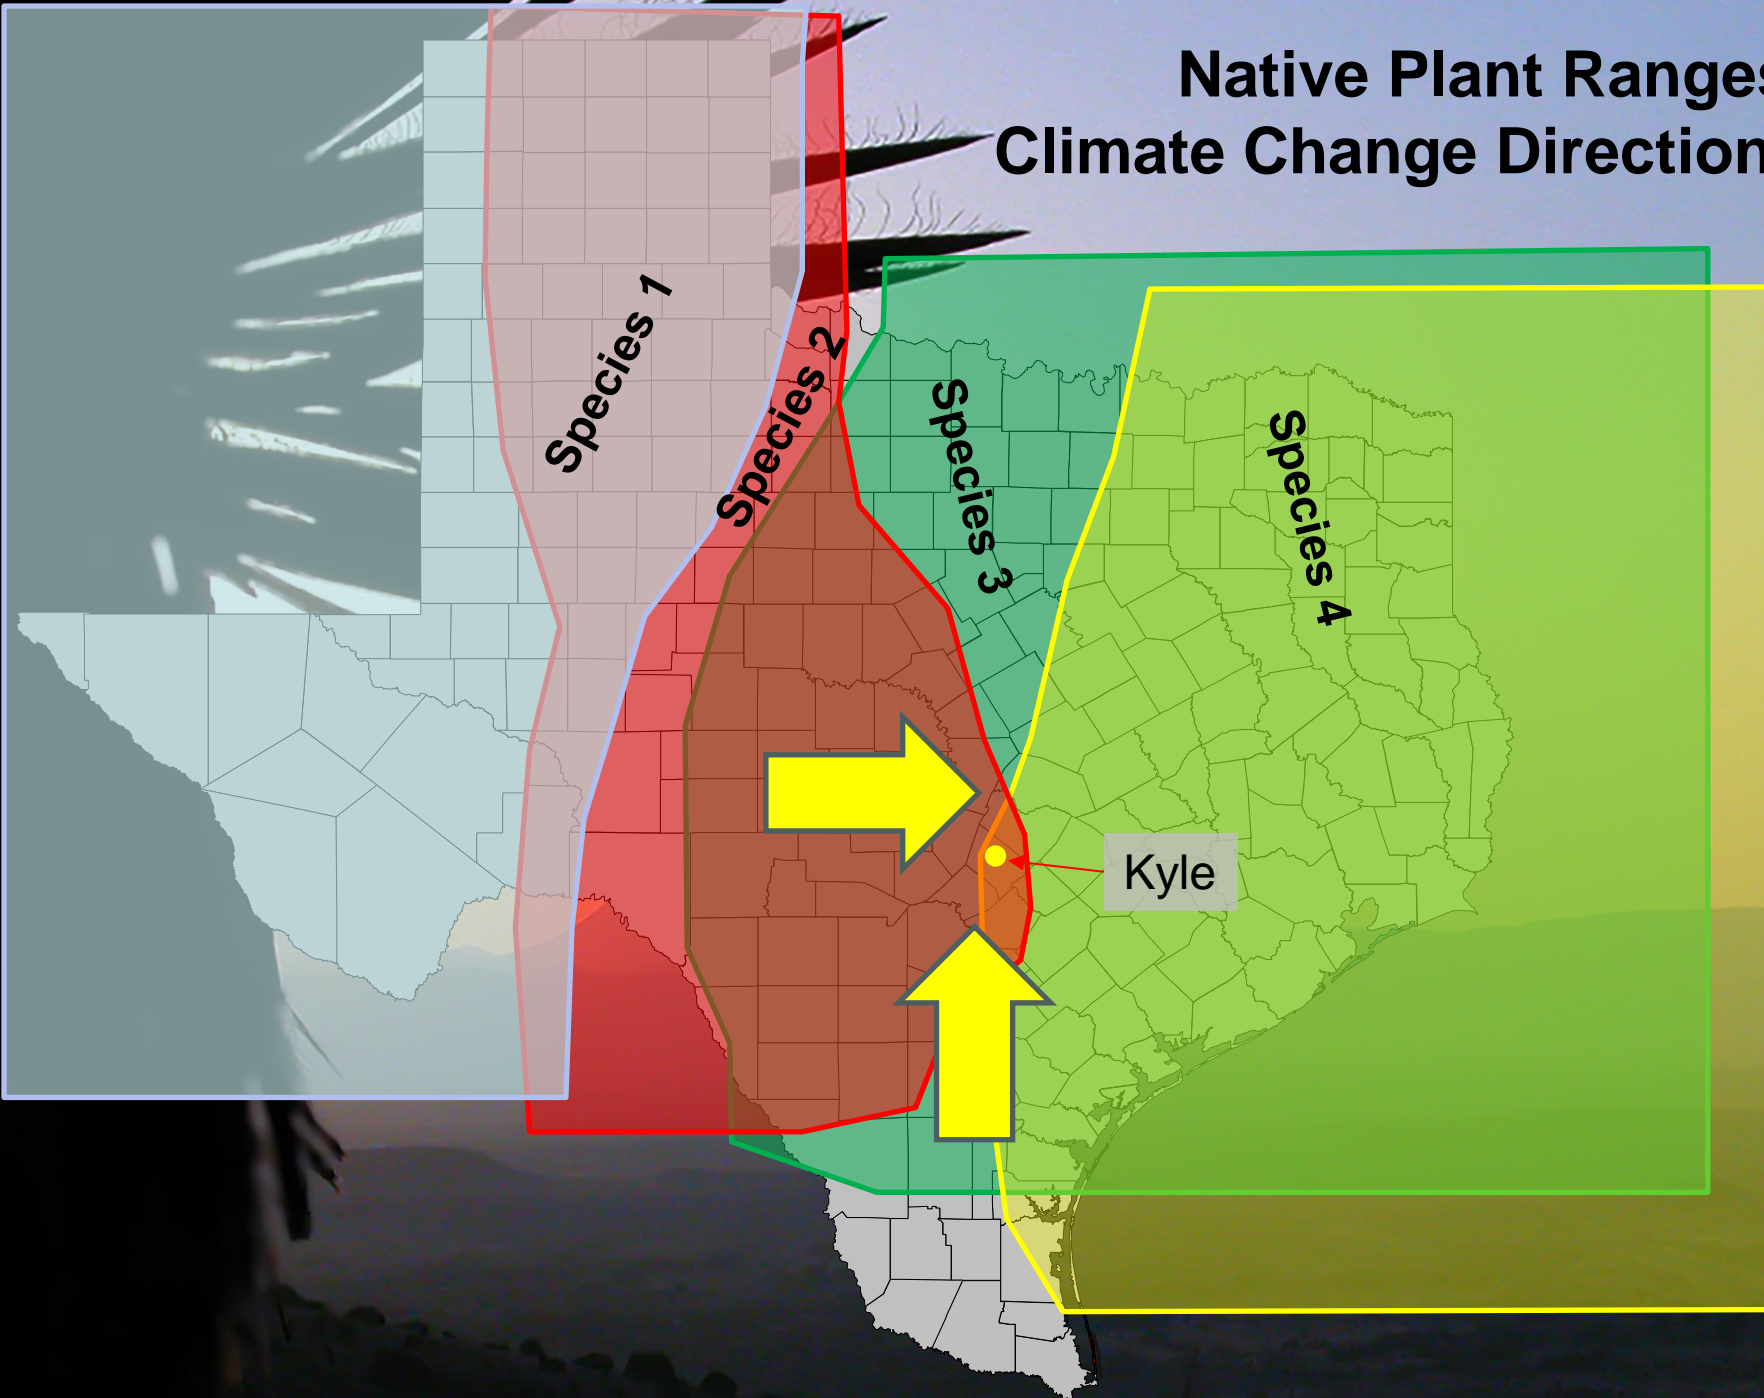 Native Plant Ranges
Climate Change Direction
Species 1
Species 2
Species 3
Species 4
Kyle